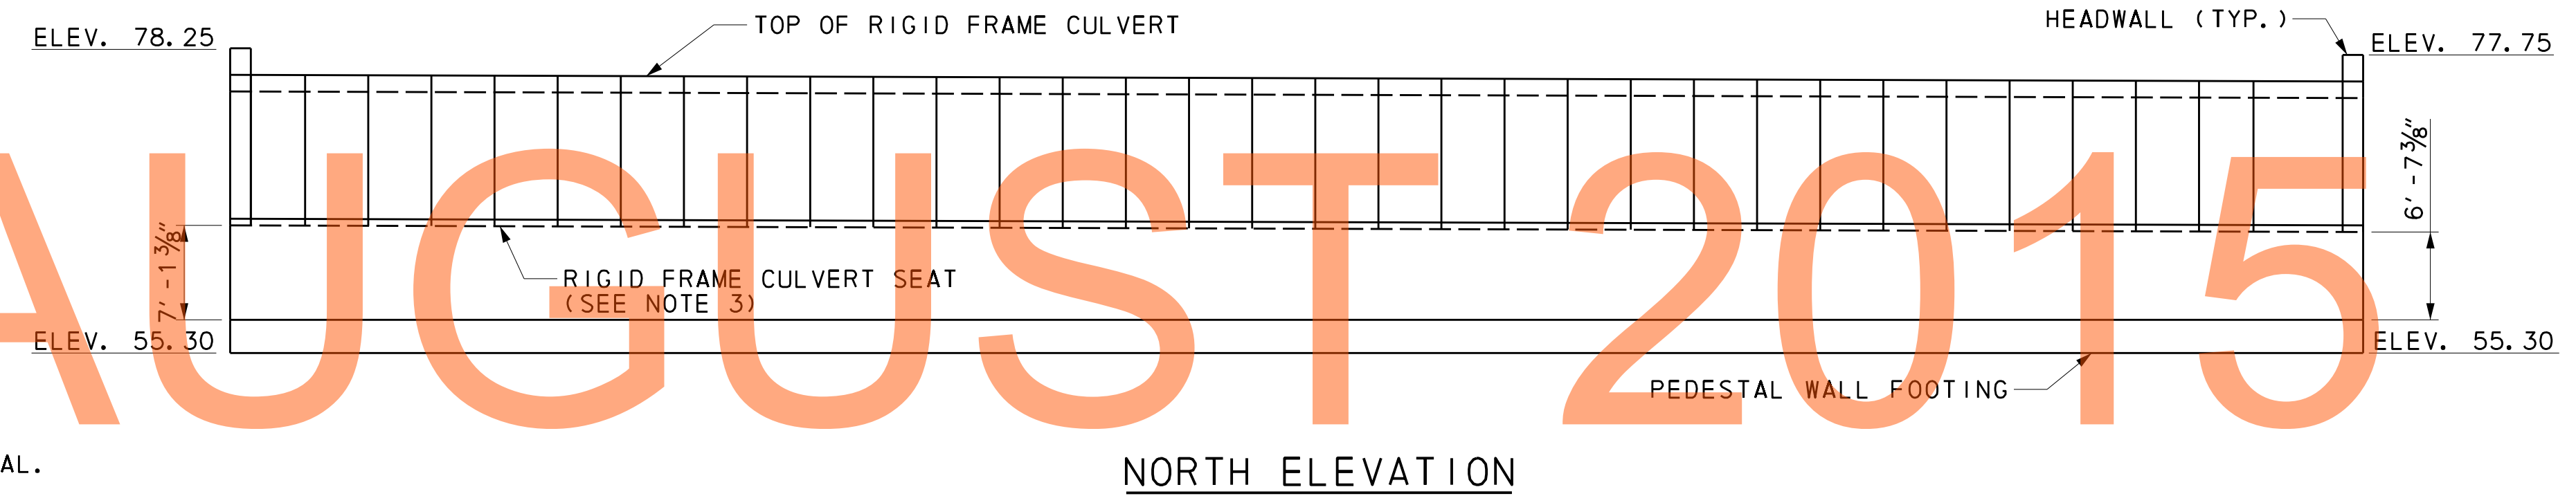 TOP OF RIGID FRAME CULVERT
HEADWALL (TYP.)
ELEV. 78.25
ELEV. 77.75
6'-7⅜"
7'-1⅜"
RIGID FRAME CULVERT SEAT
(SEE NOTE 3)
ELEV. 55.30
ELEV. 55.30
PEDESTAL WALL FOOTING
AUGUST 2015
AL.
NORTH ELEVATION